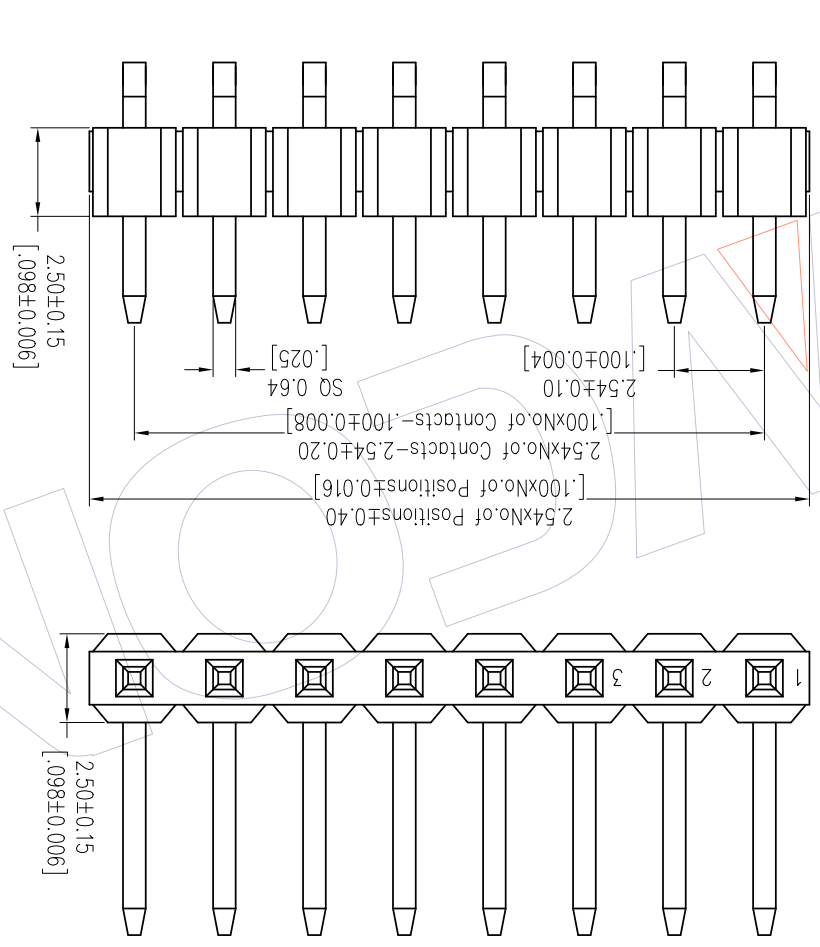 2.50±0.15
[.098±0.006]
1 2 3
2.54xNo.of Positions±0.40
[.100xNo.of Positions±0.016]
2.54xNo.of Contacts-2.54±0.20
[.100xNo.of Contacts-.100±0.008]
2.54±0.10
[.100±0.004]
SQ 0.64
[.025]
2.50±0.15
[.098±0.006]